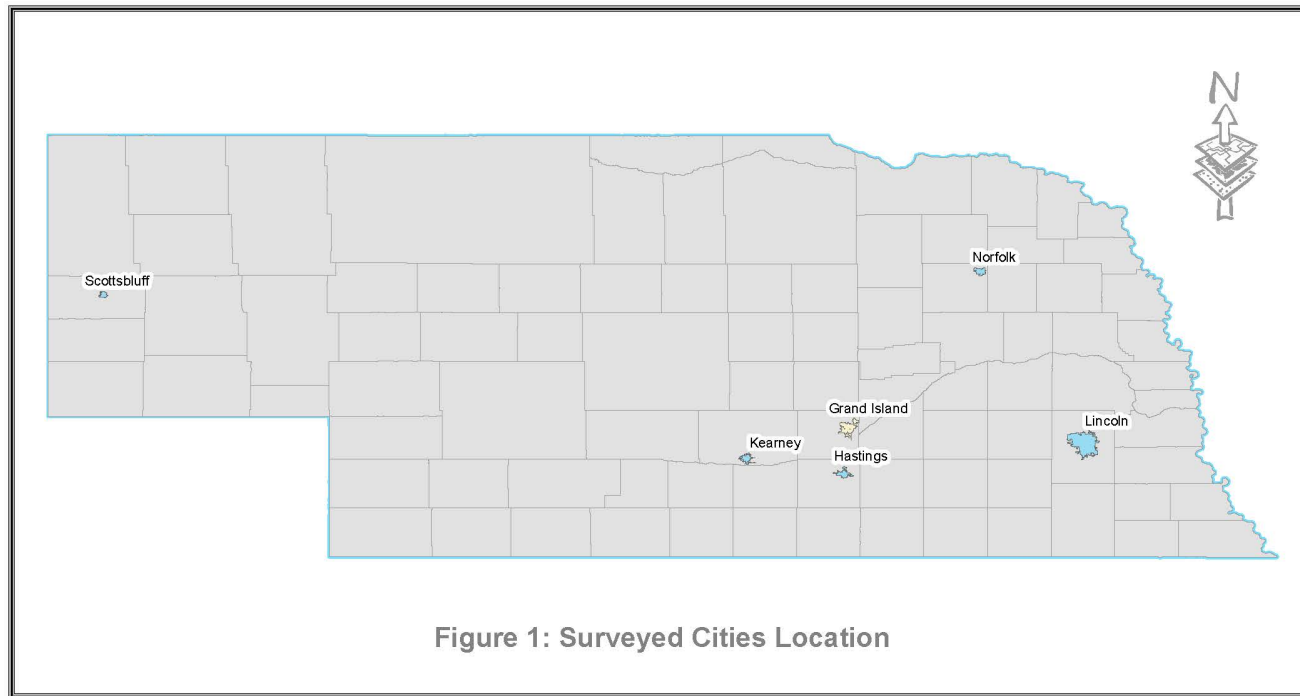 N
Scottsbluff
Norfolk
Grand Island
Lincoln
Kearney
Hastings
Figure 1: Surveyed Cities Location